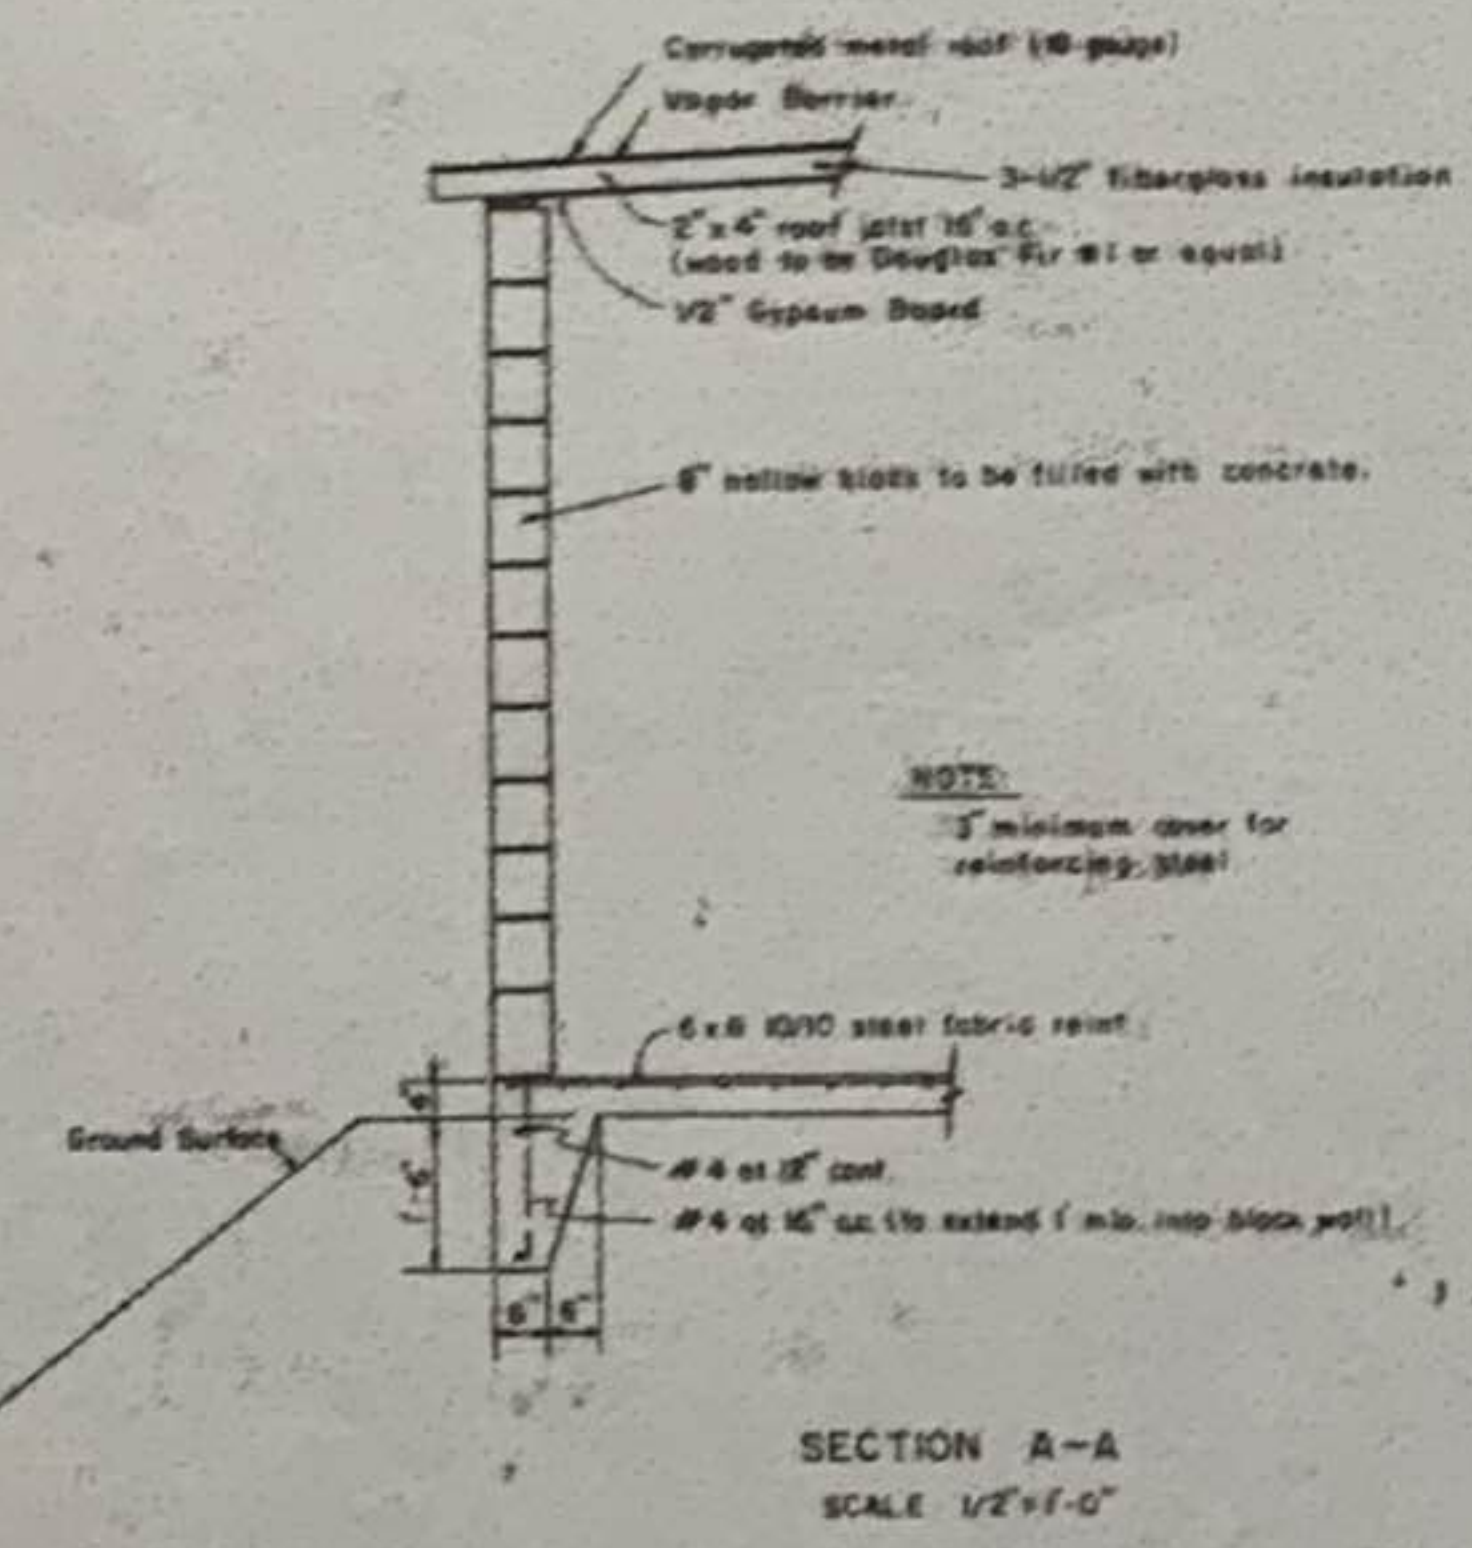 Corrugated metal roof (18 gauge)
Vapor Barrier
3-1/2" fiberglass insulation
2" x 4" roof joist 16" o.c.
(wood to be Douglas Fir #1 or equal)
1/2" Gypsum Board
8" hollow block to be filled with concrete.
NOTE:
3" minimum cover for
reinforcing steel
6 x 6 10/10 steel fabric reinf.
Ground Surface
1'-6"
#4 at 12" cont.
#4 at 16" o.c. (to extend 1' min. into block wall).
6" 6"
SECTION A-A
SCALE 1/2"=1'-0"